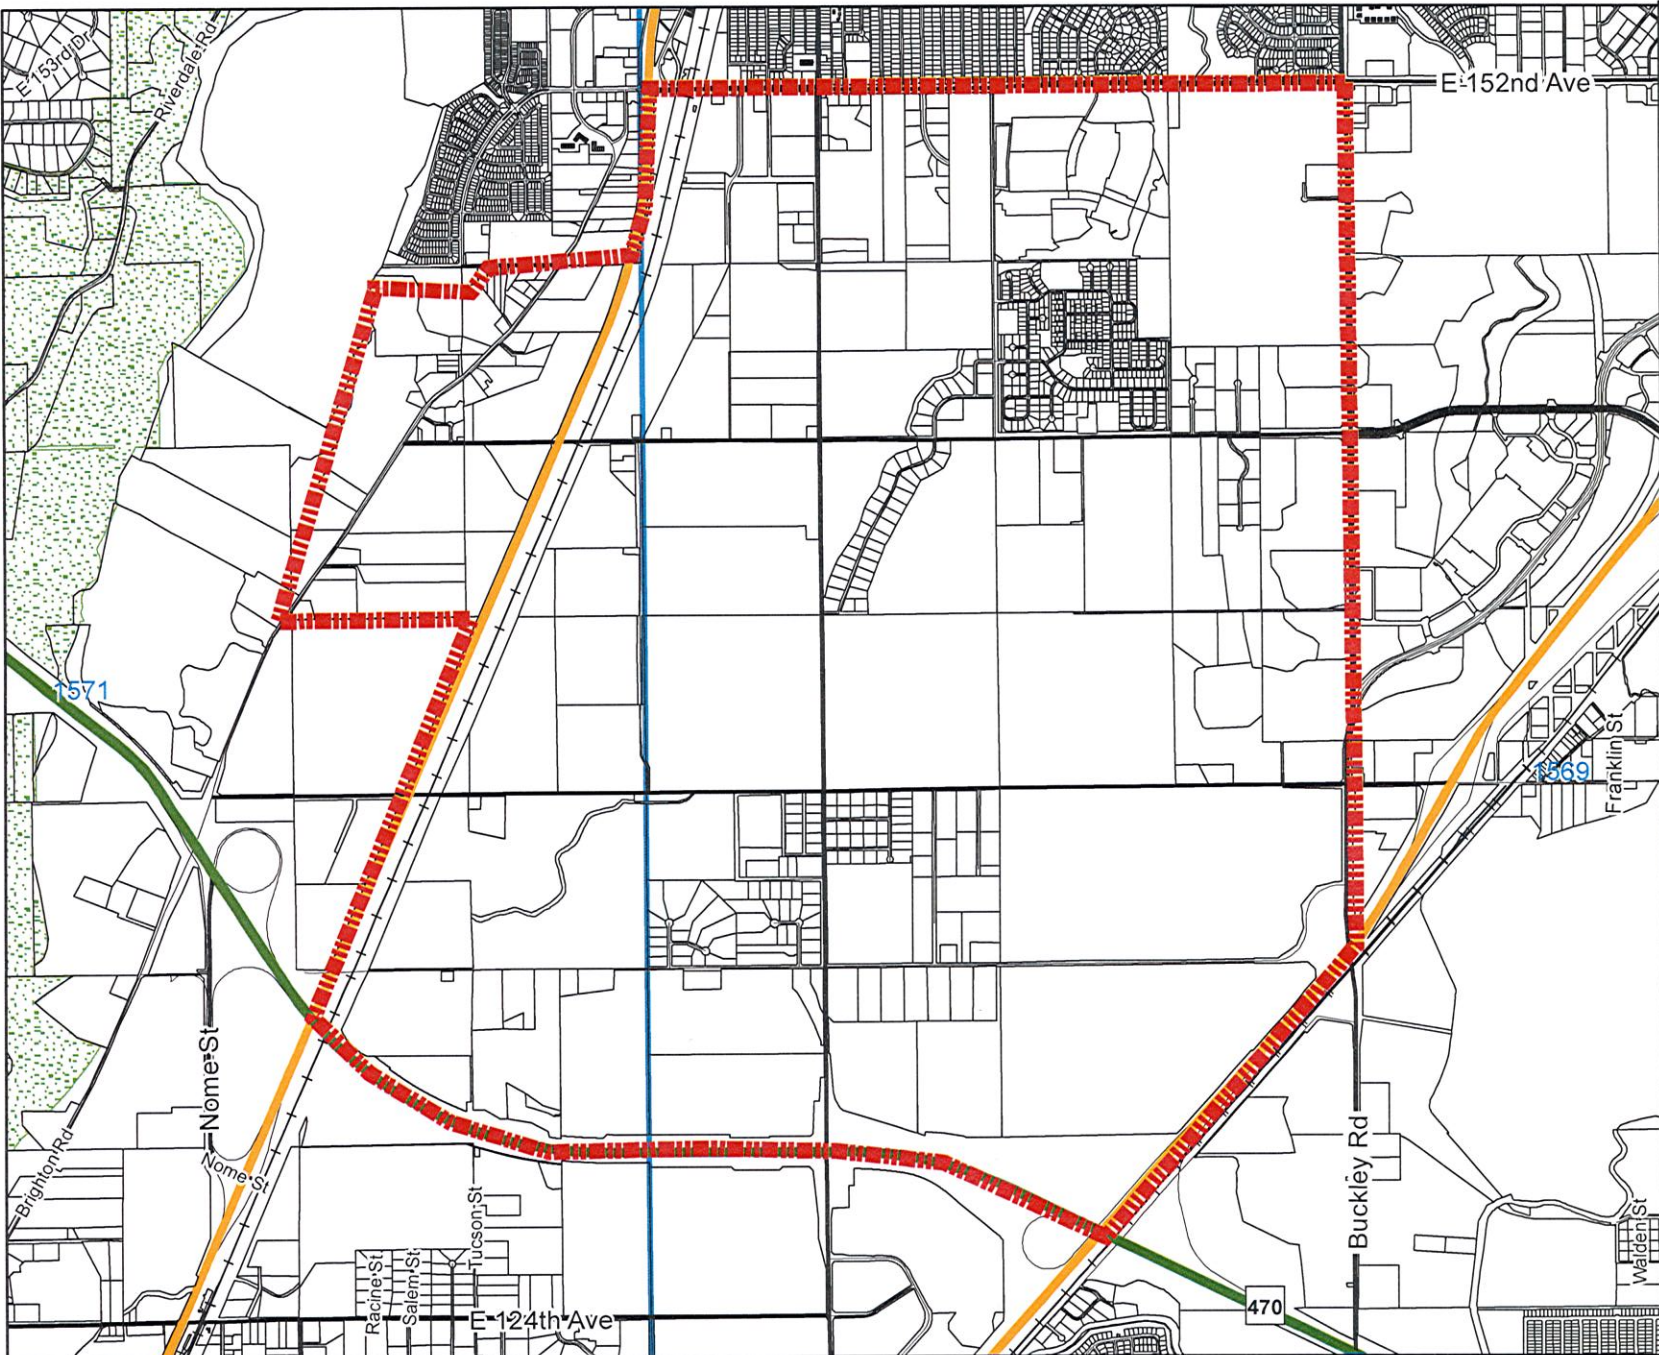 E 153rd Dr
Riverdale Rd
E 152nd Ave
1571
1569
Franklin St
Nome St
Nome St
Brighton Rd
Buckley Rd
Tucson St
Racine St
Salem St
Walden St
470
E 124th Ave